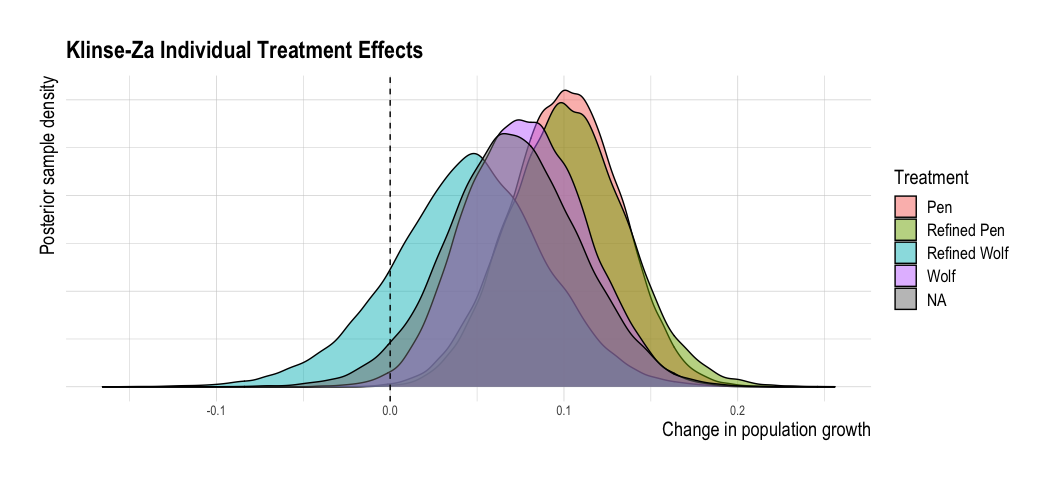 Klinse-Za Individual Treatment Effects
Posterior sample density
-0.1
0.0
0.1
0.2
Change in population growth
Treatment
Pen
Refined Pen
Refined Wolf
Wolf
NA